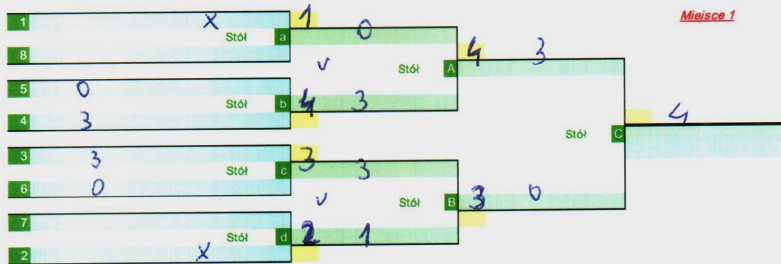 Miejsce 1
1 x
Stół a 1 0
8
v
Stół A 4 3
5 0
Stół b 4 3
4 3
Stół C 4
3 3
Stół c 3 3
6 0
v
Stół B 3 0
7
Stół d 2 1
2 x